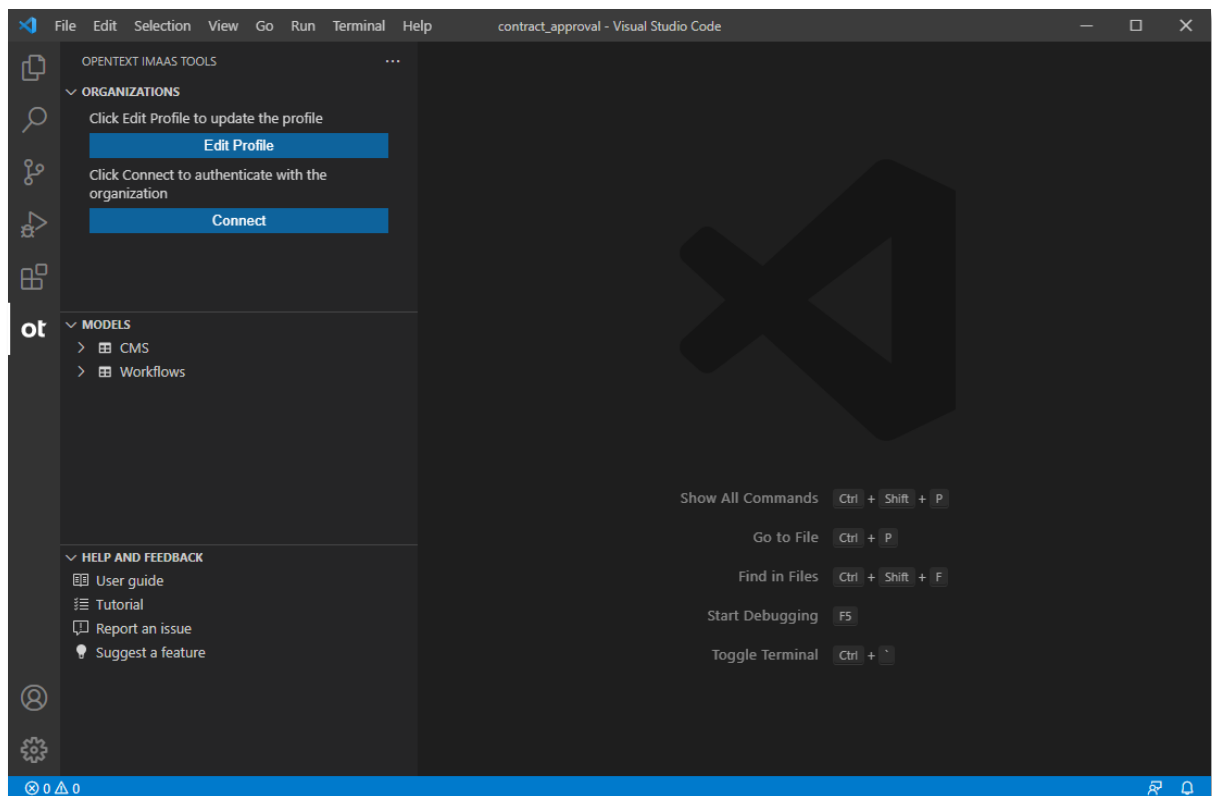 File Edit Selection View Go Run Terminal Help contract_approval - Visual Studio Code
OPENTEXT IMAAS TOOLS ...
ORGANIZATIONS
Click Edit Profile to update the profile
Edit Profile
Click Connect to authenticate with the
organization
Connect
ot
MODELS
CMS
Workflows
HELP AND FEEDBACK
User guide
Tutorial
Report an issue
Suggest a feature
Show All Commands Ctrl + Shift + P
Go to File Ctrl + P
Find in Files Ctrl + Shift + F
Start Debugging F5
Toggle Terminal Ctrl + `
0 0